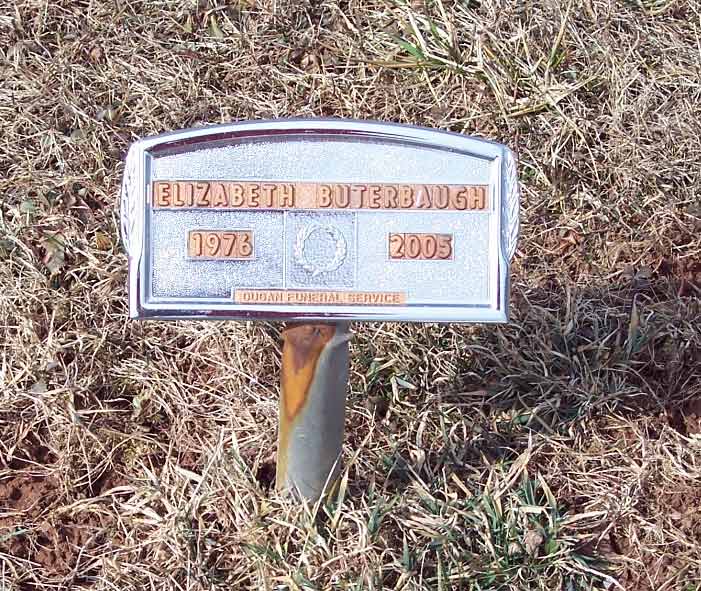 ELIZABETH BUTERBAUGH
1976 2005
DUGAN FUNERAL SERVICE